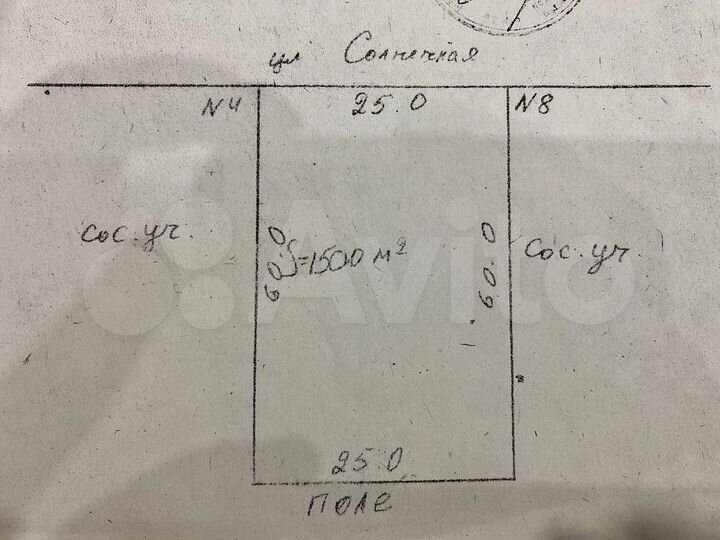 ул Солнечная
N4 25.0 N8
сос. уч.
60.0
S=1500 м²
60.0
Сос. уч.
25.0
поле
Avito